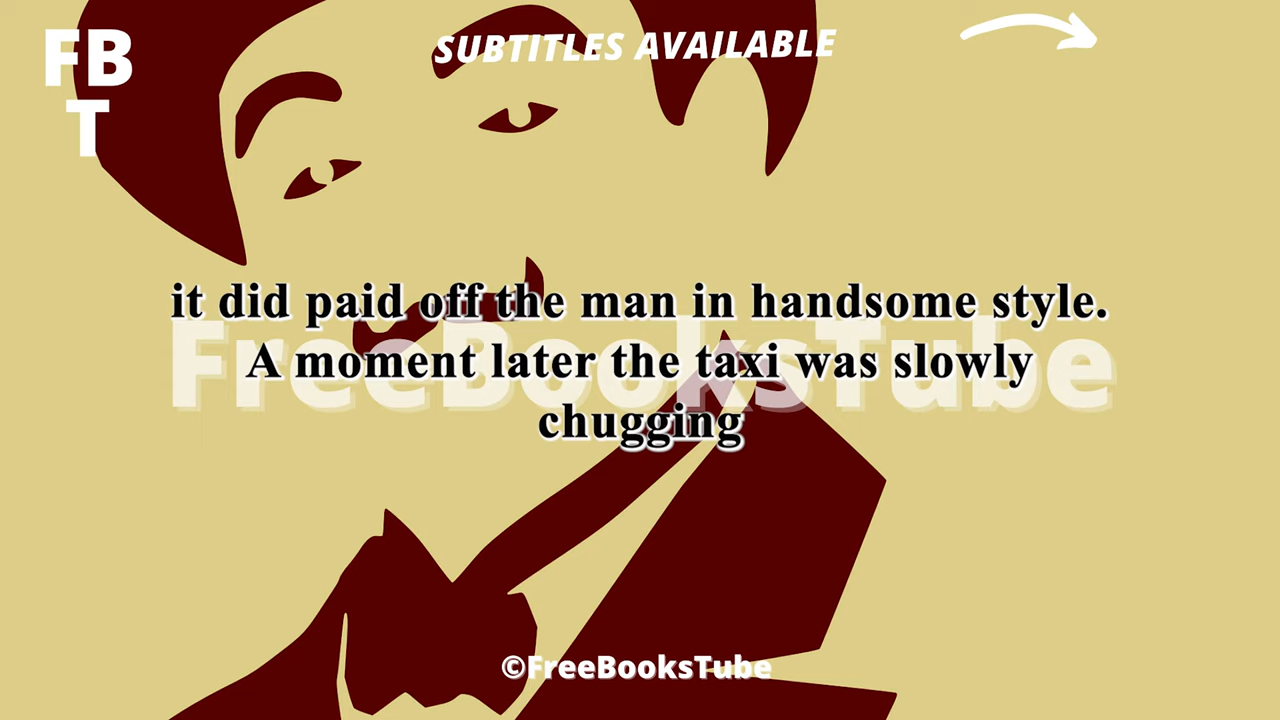 FB
T
SUBTITLES AVAILABLE
it did paid off the man in handsome style.
A moment later the taxi was slowly
chugging
FreeBooksTube
©FreeBooksTube